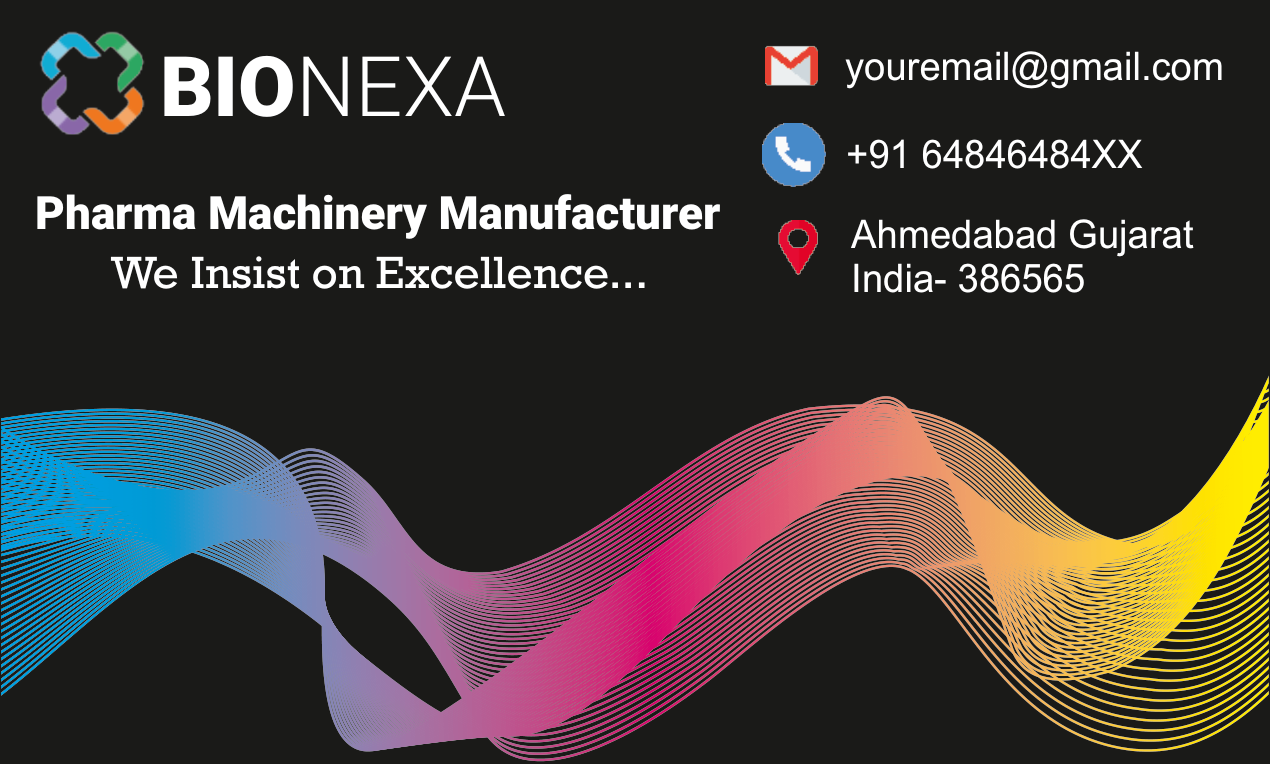 BIONEXA
Pharma Machinery Manufacturer
We Insist on Excellence...
youremail@gmail.com
+91 64846484XX
Ahmedabad Gujarat
India- 386565